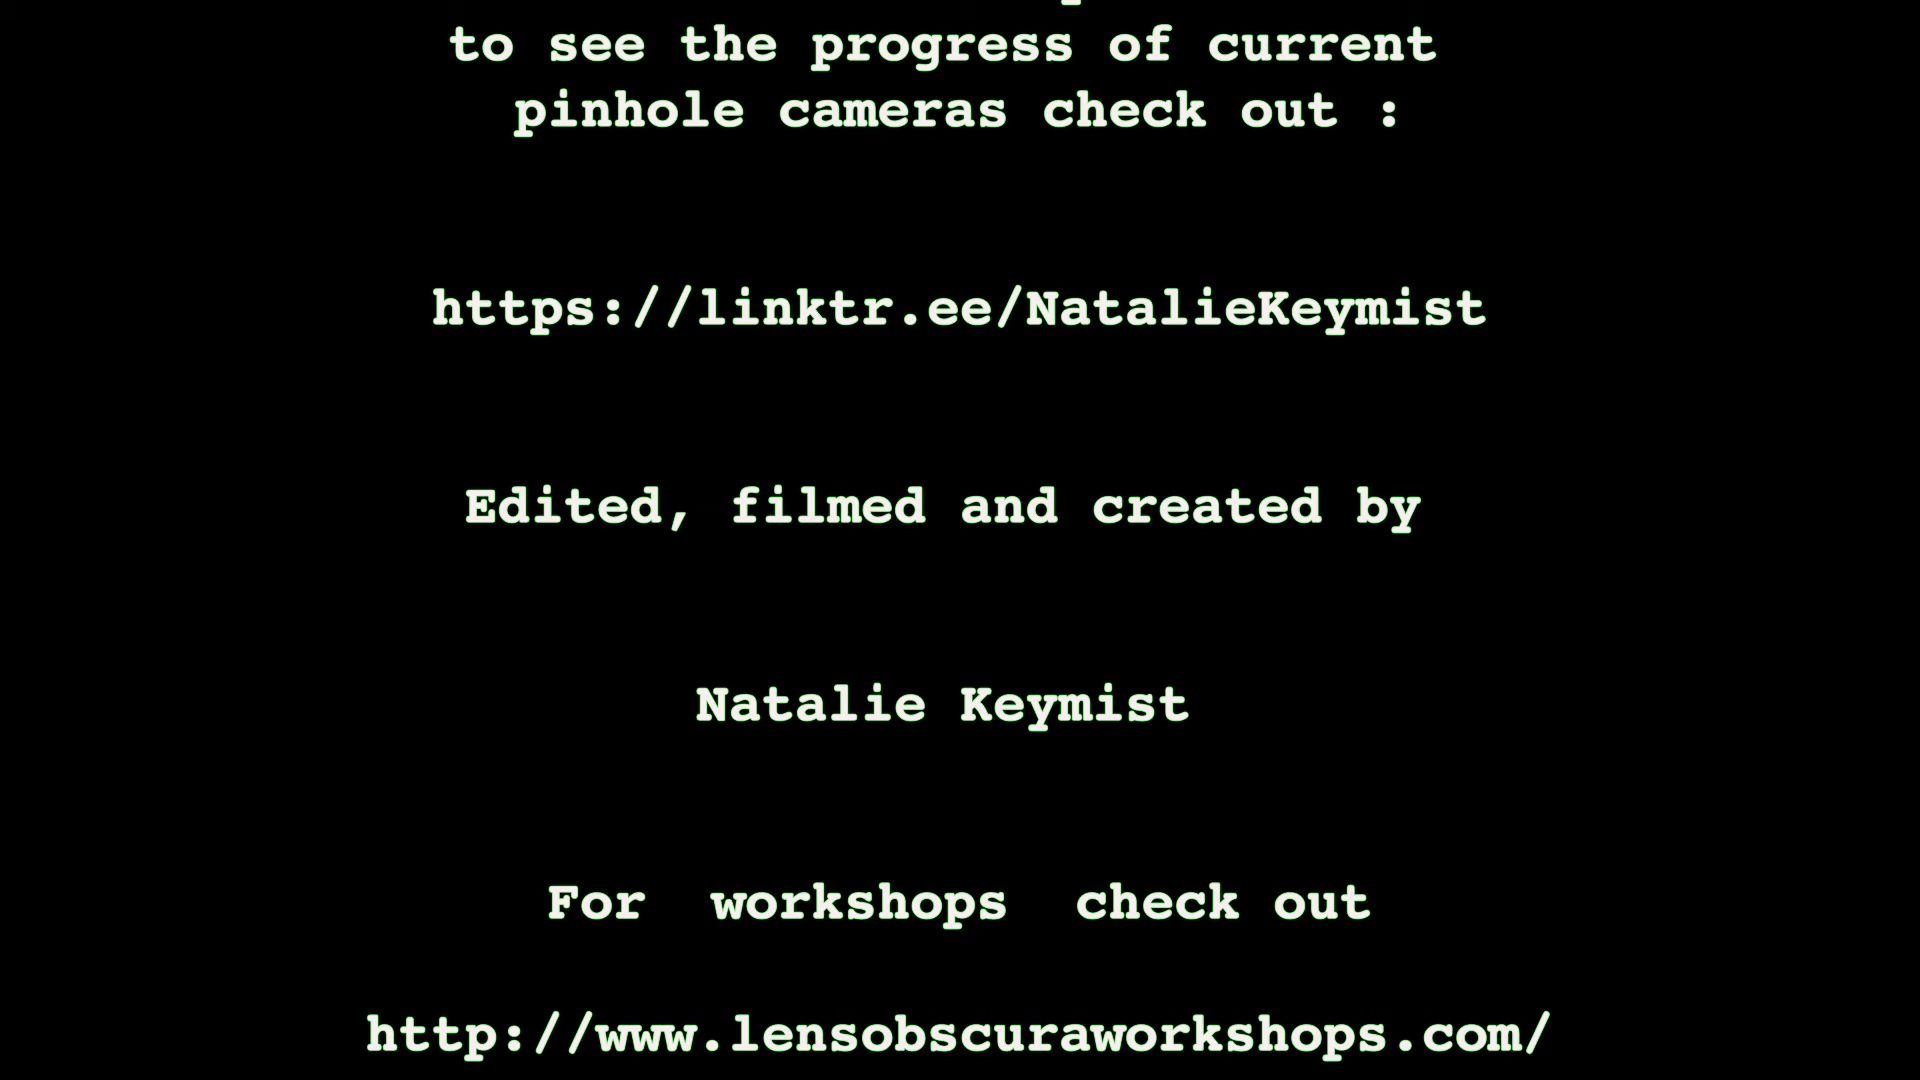 to see the progress of current
pinhole cameras check out :
https://linktr.ee/NatalieKeymist
Edited, filmed and created by
Natalie Keymist
For workshops check out
http://www.lensobscuraworkshops.com/